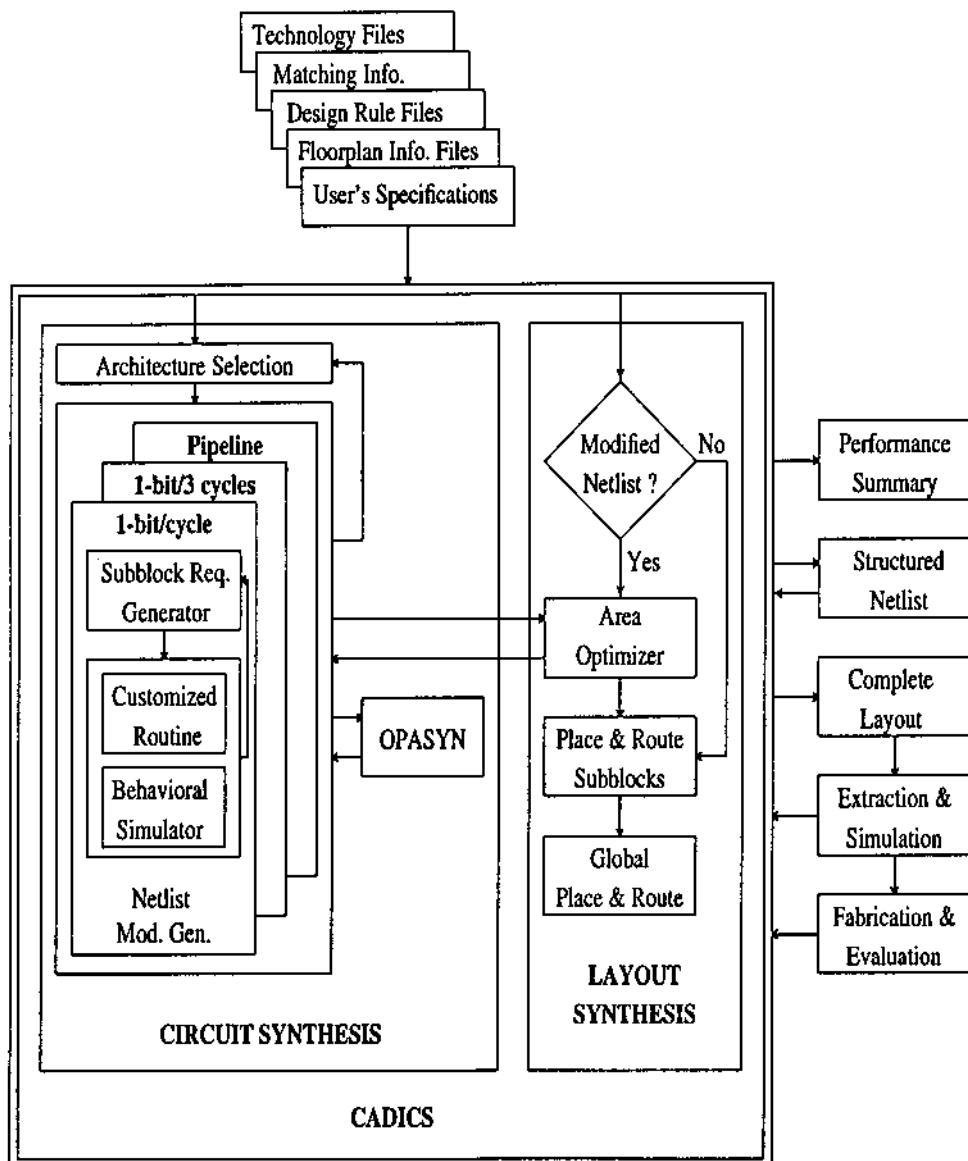 Technology Files
Matching Info.
Design Rule Files
Floorplan Info. Files
User's Specifications
Architecture Selection
Pipeline
1-bit/3 cycles
1-bit/cycle
Subblock Req.
Generator
Customized
Routine
Behavioral
Simulator
Netlist
Mod. Gen.
OPASYN
CIRCUIT SYNTHESIS
Modified
Netlist ?
No
Yes
Area
Optimizer
Place & Route
Subblocks
Global
Place & Route
LAYOUT
SYNTHESIS
CADICS
Performance
Summary
Structured
Netlist
Complete
Layout
Extraction &
Simulation
Fabrication &
Evaluation